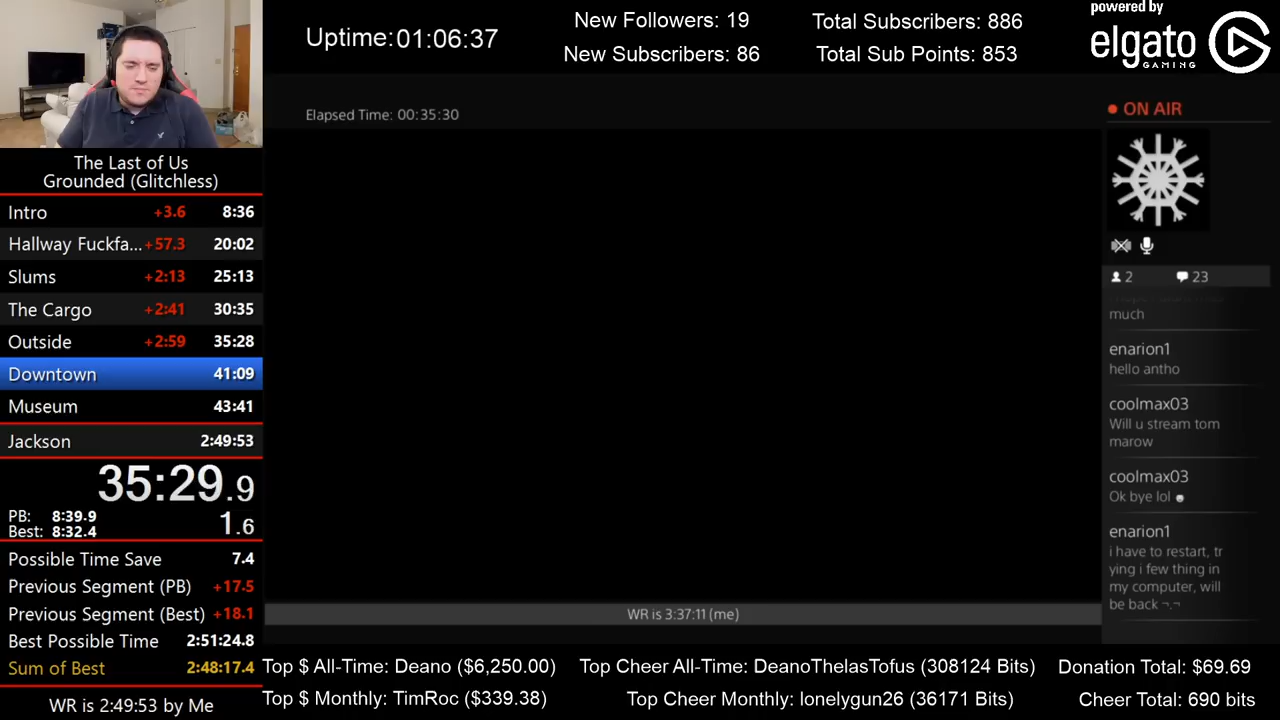 Uptime:01:06:37
New Followers: 19
New Subscribers: 86
Total Subscribers: 886
Total Sub Points: 853
powered by
elgato
GAMING
The Last of Us
Grounded (Glitchless)
Intro +3.6 8:36
Hallway Fuckfa... +57.3 20:02
Slums +2:13 25:13
The Cargo +2:41 30:35
Outside +2:59 35:28
Downtown 41:09
Museum 43:41
Jackson 2:49:53
35:29.9
PB: 8:39.9
Best: 8:32.4
1.6
Possible Time Save 7.4
Previous Segment (PB) +17.5
Previous Segment (Best) +18.1
Best Possible Time 2:51:24.8
Sum of Best 2:48:17.4
WR is 2:49:53 by Me
Elapsed Time: 00:35:30
WR is 3:37:11 (me)
ON AIR
2 23
much
enarion1
hello antho
coolmax03
Will u stream tom
marow
coolmax03
Ok bye lol
enarion1
i have to restart, tr
ying i few thing in
my computer, will
be back ¬.¬
Top $ All-Time: Deano ($6,250.00)
Top Cheer All-Time: DeanoThelasTofus (308124 Bits)
Donation Total: $69.69
Top $ Monthly: TimRoc ($339.38)
Top Cheer Monthly: lonelygun26 (36171 Bits)
Cheer Total: 690 bits